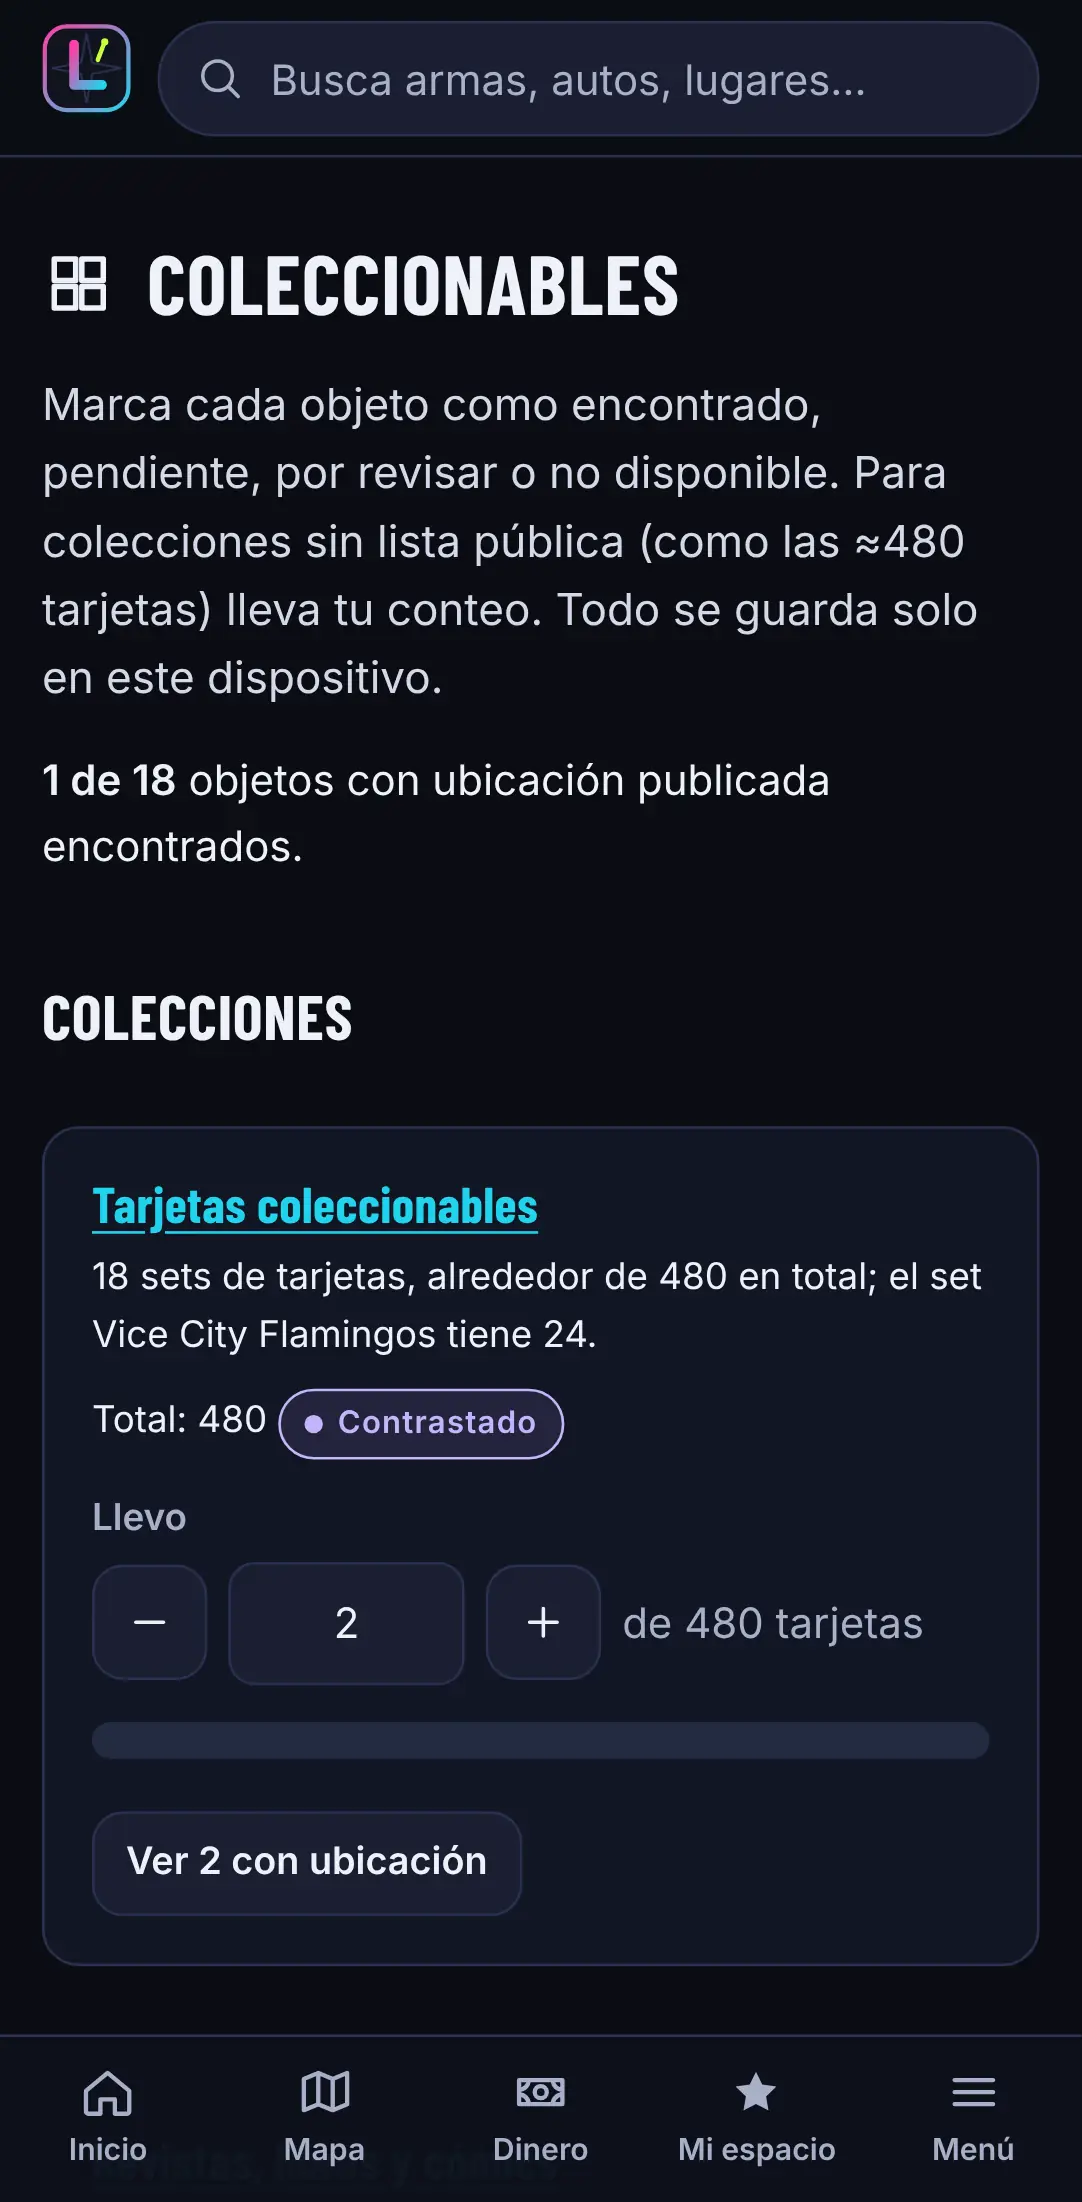 Busca armas, autos, lugares...
COLECCIONABLES
Marca cada objeto como encontrado,
pendiente, por revisar o no disponible. Para
colecciones sin lista pública (como las ≈480
tarjetas) lleva tu conteo. Todo se guarda solo
en este dispositivo.
1 de 18 objetos con ubicación publicada
encontrados.
COLECCIONES
Tarjetas coleccionables
18 sets de tarjetas, alrededor de 480 en total; el set
Vice City Flamingos tiene 24.
Total: 480 Contrastado
Llevo
− 2 + de 480 tarjetas
Ver 2 con ubicación
Inicio Mapa Dinero Mi espacio Menú